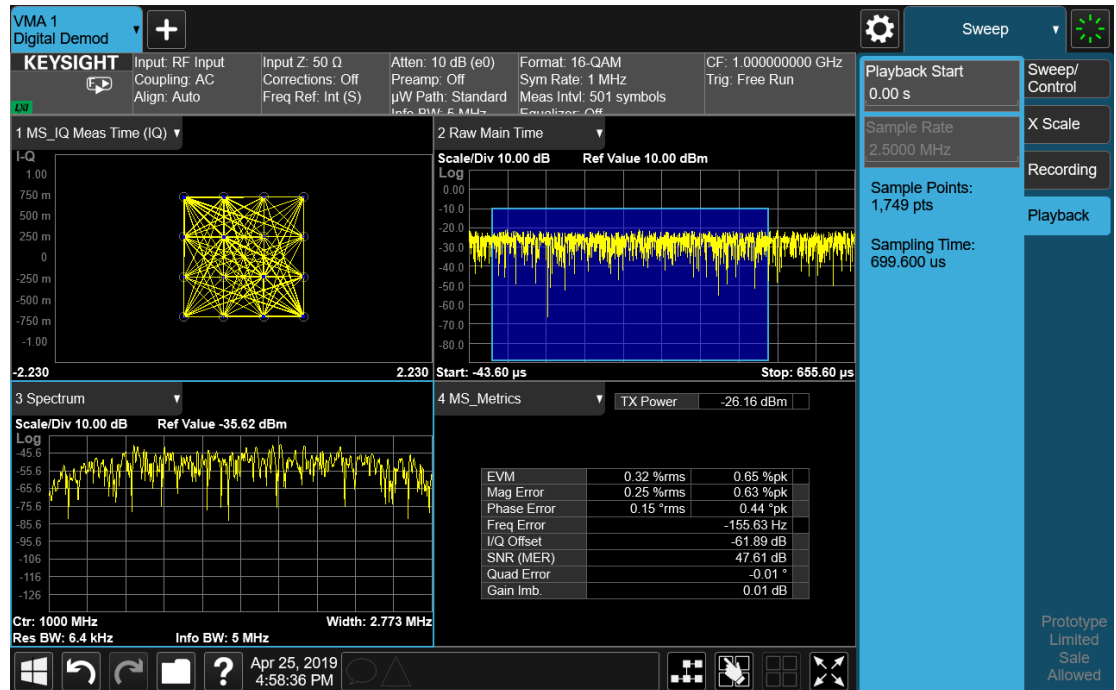 VMA 1
Digital Demod
Sweep
KEYSIGHT
LXI
Input: RF Input
Coupling: AC
Align: Auto
Input Z: 50 Ω
Corrections: Off
Freq Ref: Int (S)
Atten: 10 dB (e0)
Preamp: Off
µW Path: Standard
Info BW: 5 MHz
Format: 16-QAM
Sym Rate: 1 MHz
Meas Intvl: 501 symbols
Equalizer: Off
CF: 1.000000000 GHz
Trig: Free Run
Playback Start
0.00 s
Sample Rate
2.5000 MHz
Sample Points:
1,749 pts
Sampling Time:
699.600 us
Sweep/
Control
X Scale
Recording
Playback
1 MS_IQ Meas Time (IQ)
I-Q
1.00
750 m
500 m
250 m
0
-250 m
-500 m
-750 m
-1.00
-2.230
2.230
2 Raw Main Time
Scale/Div 10.00 dB
Ref Value 10.00 dBm
Log
0.00
-10.0
-20.0
-30.0
-40.0
-50.0
-60.0
-70.0
-80.0
Start: -43.60 µs
Stop: 655.60 µs
3 Spectrum
Scale/Div 10.00 dB
Ref Value -35.62 dBm
Log
-45.6
-55.6
-65.6
-75.6
-85.6
-95.6
-106
-116
-126
Ctr: 1000 MHz
Width: 2.773 MHz
Res BW: 6.4 kHz
Info BW: 5 MHz
4 MS_Metrics
TX Power -26.16 dBm
EVM 0.32 %rms 0.65 %pk
Mag Error 0.25 %rms 0.63 %pk
Phase Error 0.15 °rms 0.44 °pk
Freq Error -155.63 Hz
I/Q Offset -61.89 dB
SNR (MER) 47.61 dB
Quad Error -0.01 °
Gain Imb. 0.01 dB
?
Apr 25, 2019
4:58:36 PM
Prototype
Limited
Sale
Allowed